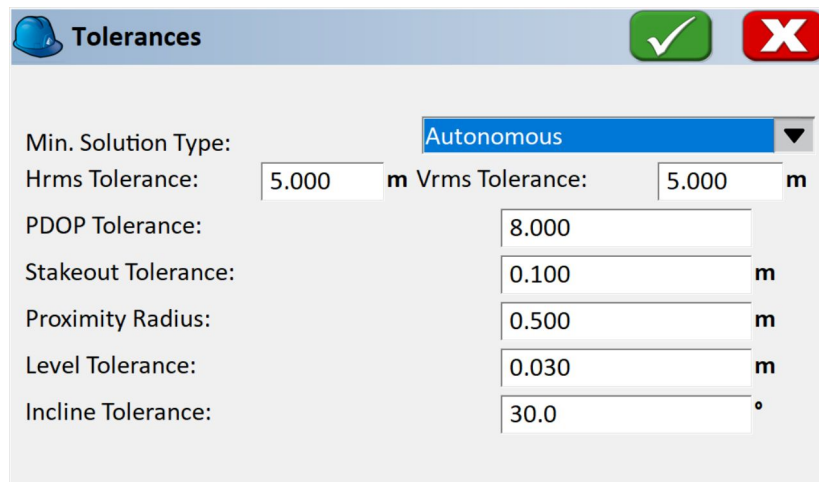 Tolerances
Min. Solution Type: Autonomous
Hrms Tolerance: 5.000 m Vrms Tolerance: 5.000 m
PDOP Tolerance: 8.000
Stakeout Tolerance: 0.100 m
Proximity Radius: 0.500 m
Level Tolerance: 0.030 m
Incline Tolerance: 30.0 °